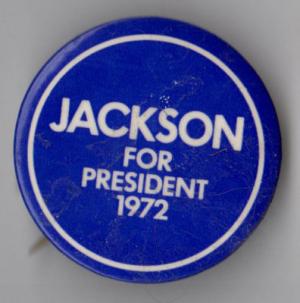 JACKSON
FOR
PRESIDENT
1972